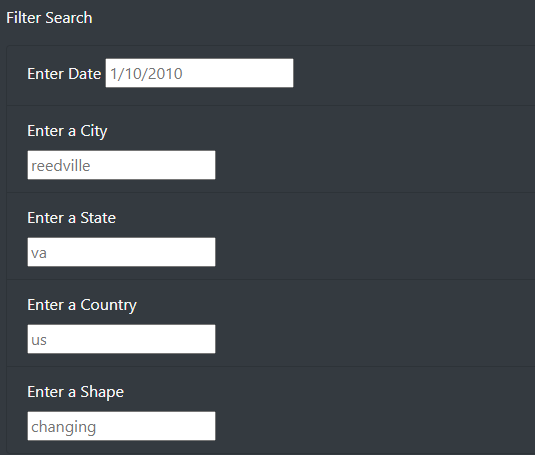 Filter Search
Enter Date 1/10/2010
Enter a City
reedville
Enter a State
va
Enter a Country
us
Enter a Shape
changing